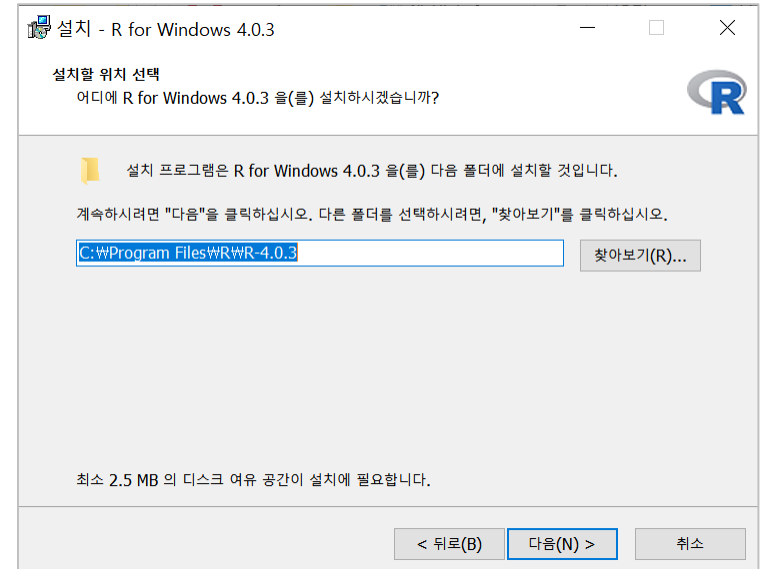 설치 - R for Windows 4.0.3
설치할 위치 선택
어디에 R for Windows 4.0.3 을(를) 설치하시겠습니까?
R
설치 프로그램은 R for Windows 4.0.3 을(를) 다음 폴더에 설치할 것입니다.
계속하시려면 "다음"을 클릭하십시오. 다른 폴더를 선택하시려면, "찾아보기"를 클릭하십시오.
C:₩Program Files₩R₩R-4.0.3
찾아보기(R)...
최소 2.5 MB 의 디스크 여유 공간이 설치에 필요합니다.
< 뒤로(B)
다음(N) >
취소